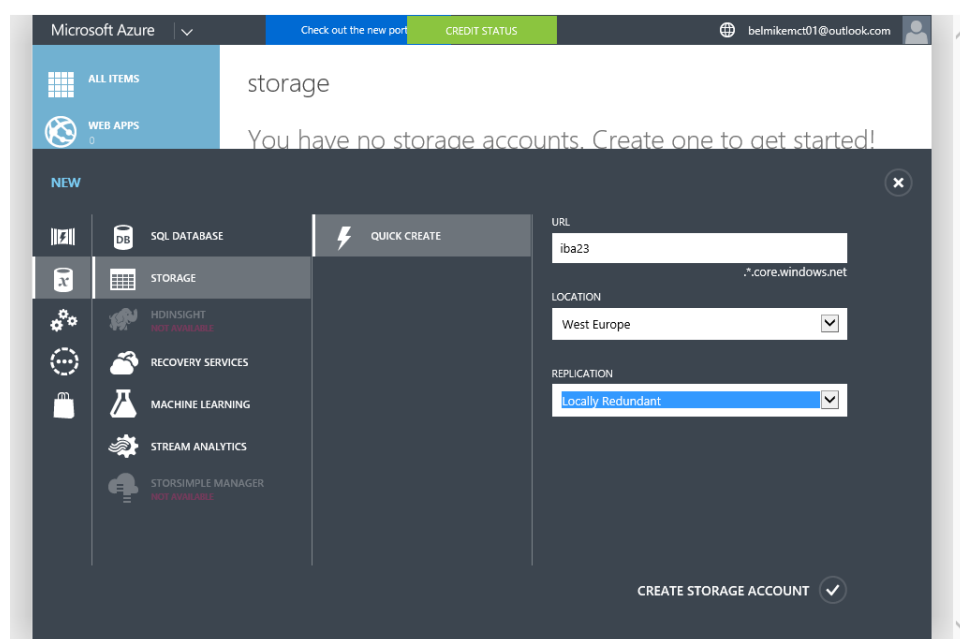 Microsoft Azure
Check out the new port
CREDIT STATUS
belmikemct01@outlook.com
ALL ITEMS
WEB APPS
0
storage
You have no storage accounts. Create one to get started!
NEW
DB
SQL DATABASE
x
STORAGE
HDINSIGHT
NOT AVAILABLE
RECOVERY SERVICES
MACHINE LEARNING
STREAM ANALYTICS
STORSIMPLE MANAGER
NOT AVAILABLE
QUICK CREATE
URL
iba23
.*.core.windows.net
LOCATION
West Europe
REPLICATION
Locally Redundant
CREATE STORAGE ACCOUNT